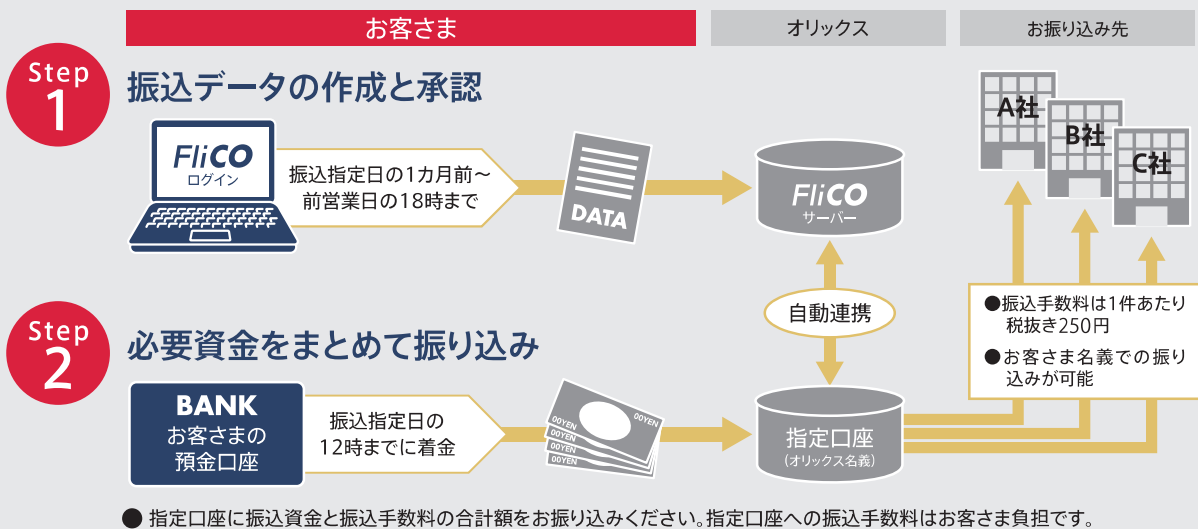 お客さま
オリックス
お振り込み先
Step
1
振込データの作成と承認
FliCO
ログイン
振込指定日の1カ月前～
前営業日の18時まで
DATA
FliCO
サーバー
A社
B社
C社
自動連携
●振込手数料は1件あたり
税抜き250円
●お客さま名義での振り
込みが可能
Step
2
必要資金をまとめて振り込み
BANK
お客さまの
預金口座
振込指定日の
12時までに着金
00YEN
00YEN
00YEN
00YEN
00YEN
00YEN
指定口座
(オリックス名義)
● 指定口座に振込資金と振込手数料の合計額をお振り込みください。指定口座への振込手数料はお客さま負担です。